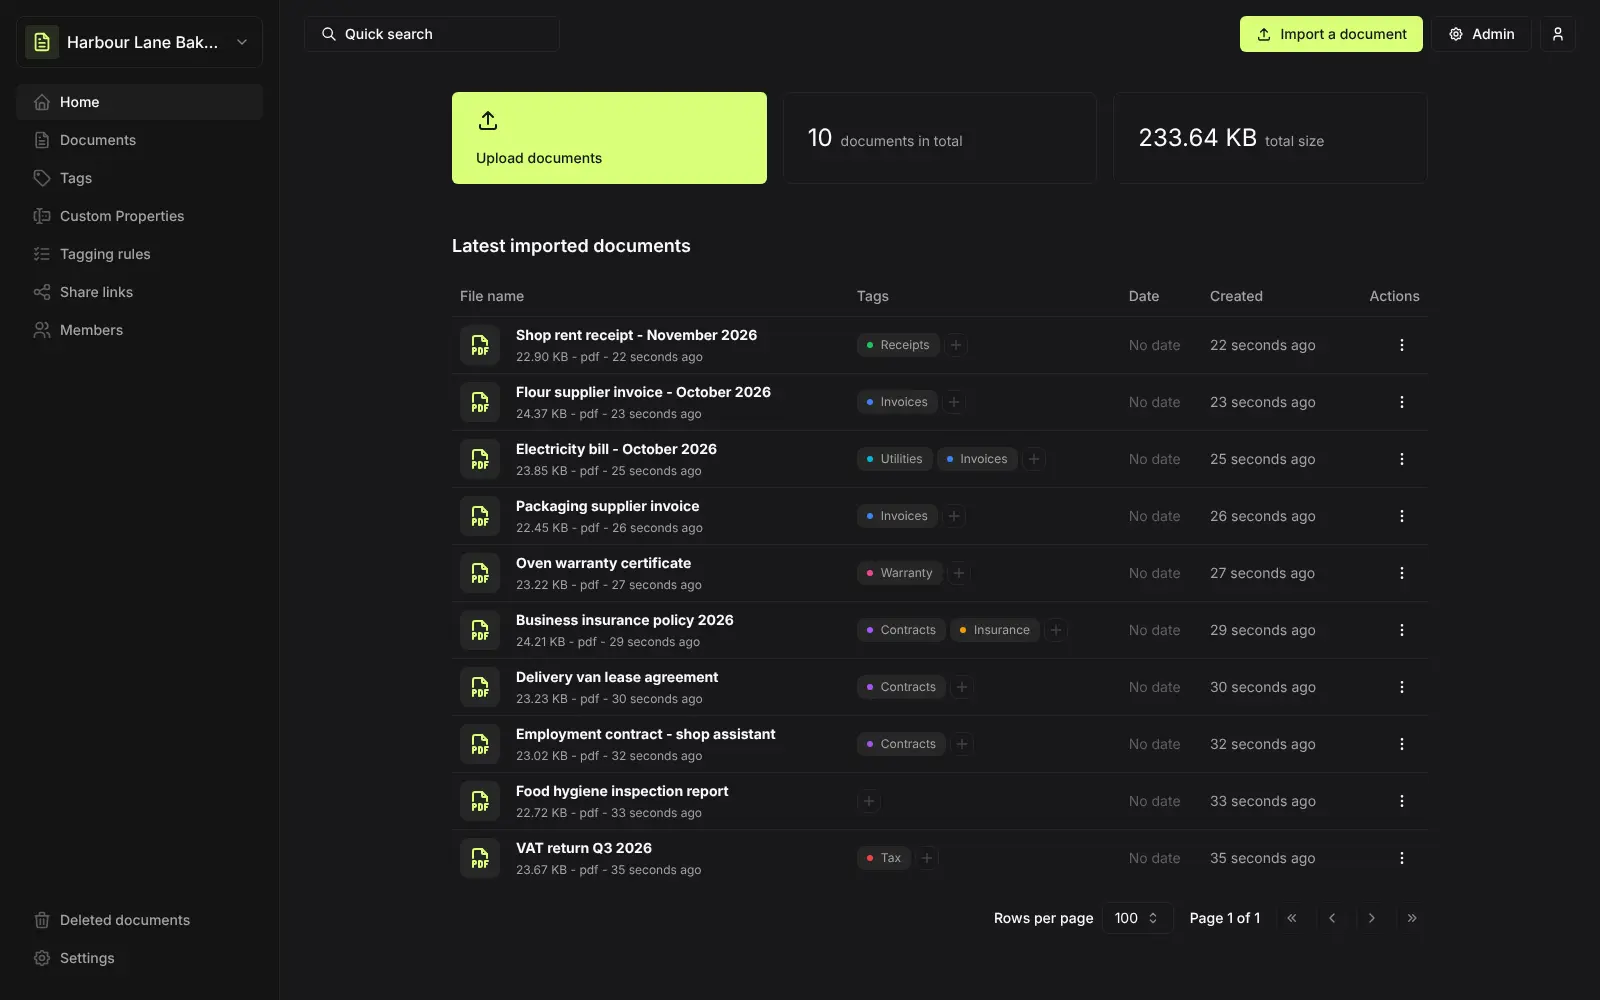 Harbour Lane Bak...
Quick search
Import a document
Admin
Home
Documents
Tags
Custom Properties
Tagging rules
Share links
Members
Deleted documents
Settings
Upload documents
10 documents in total
233.64 KB total size
Latest imported documents
File name Tags Date Created Actions
PDF Shop rent receipt - November 2026 Receipts No date 22 seconds ago
22.90 KB - pdf - 22 seconds ago
PDF Flour supplier invoice - October 2026 Invoices No date 23 seconds ago
24.37 KB - pdf - 23 seconds ago
PDF Electricity bill - October 2026 Utilities Invoices No date 25 seconds ago
23.85 KB - pdf - 25 seconds ago
PDF Packaging supplier invoice Invoices No date 26 seconds ago
22.45 KB - pdf - 26 seconds ago
PDF Oven warranty certificate Warranty No date 27 seconds ago
23.22 KB - pdf - 27 seconds ago
PDF Business insurance policy 2026 Contracts Insurance No date 29 seconds ago
24.21 KB - pdf - 29 seconds ago
PDF Delivery van lease agreement Contracts No date 30 seconds ago
23.23 KB - pdf - 30 seconds ago
PDF Employment contract - shop assistant Contracts No date 32 seconds ago
23.02 KB - pdf - 32 seconds ago
PDF Food hygiene inspection report No date 33 seconds ago
22.72 KB - pdf - 33 seconds ago
PDF VAT return Q3 2026 Tax No date 35 seconds ago
23.67 KB - pdf - 35 seconds ago
Rows per page 100 Page 1 of 1